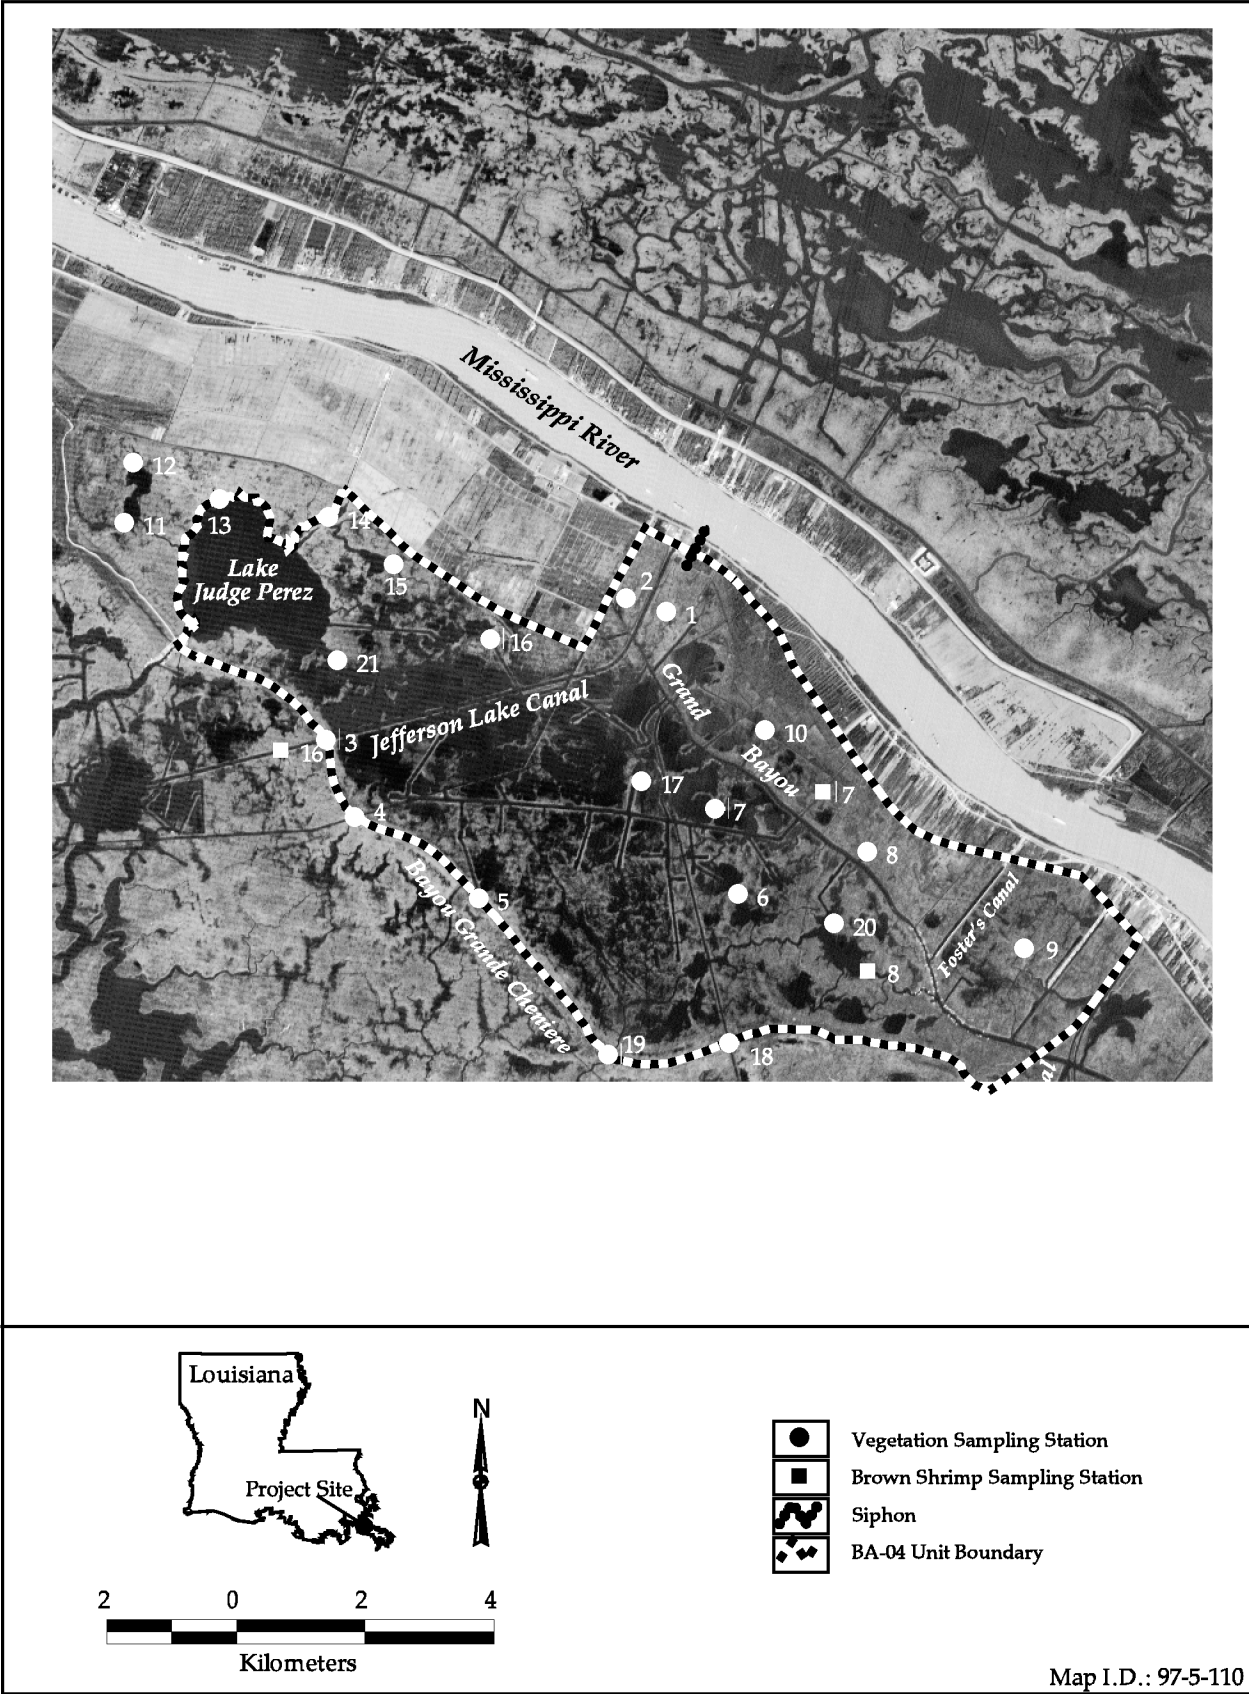 Mississippi River
12
11
13
14
Lake
Judge Perez
15
2
1
16
21
Grand
Jefferson Lake Canal
10
16
3
Bayou
17
7
7
4
8
Bayou Grande Cheniere
5
6
Foster's Canal
20
9
8
19
18
al
Louisiana
Project Site
N
Vegetation Sampling Station
Brown Shrimp Sampling Station
Siphon
BA-04 Unit Boundary
2 0 2 4
Kilometers
Map I.D.: 97-5-110